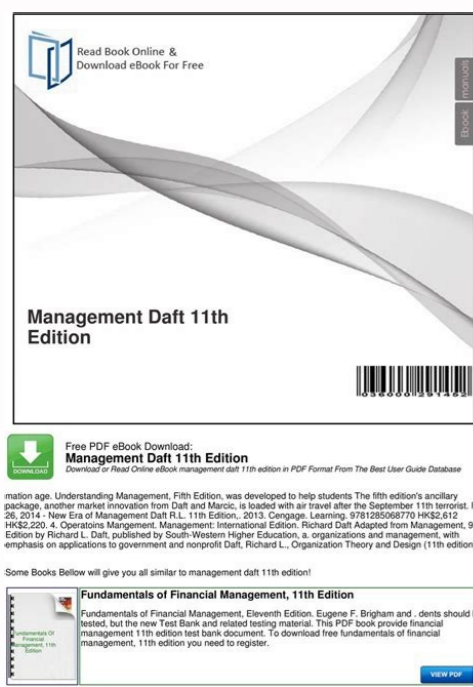 Read Book Online &
Download eBook For Free
Ebook manuals
Management Daft 11th
Edition
036000 291452
DOWNLOAD
Free PDF eBook Download:
Management Daft 11th Edition
Download or Read Online eBook management daft 11th edition in PDF Format From The Best User Guide Database
mation age. Understanding Management, Fifth Edition, was developed to help students The fifth edition's ancillary
package, another market innovation from Daft and Marcic, is loaded with air travel after the September 11th terrorist.
26, 2014 - New Era of Management Daft R.L. 11th Edition,. 2013. Cengage. Learning. 9781285068770 HK$2,612
HK$2,220. 4. Operatoins Mangement. Management: International Edition. Richard Daft Adapted from Management, 9
Edition by Richard L. Daft, published by South-Western Higher Education, a. organizations and management, with
emphasis on applications to government and nonprofit Daft, Richard L., Organization Theory and Design (11th edition
Some Books Bellow will give you all similar to management daft 11th edition!
Fundamentals of Financial Management, 11th Edition
Fundamentals Of
Financial
Management, 11th
Edition
Fundamentals of Financial Management, Eleventh Edition. Eugene F. Brigham and . dents should
tested, but the new Test Bank and related testing material. This PDF book provide financial
management 11th edition test bank document. To download free fundamentals of financial
management, 11th edition you need to register.
VIEW PDF